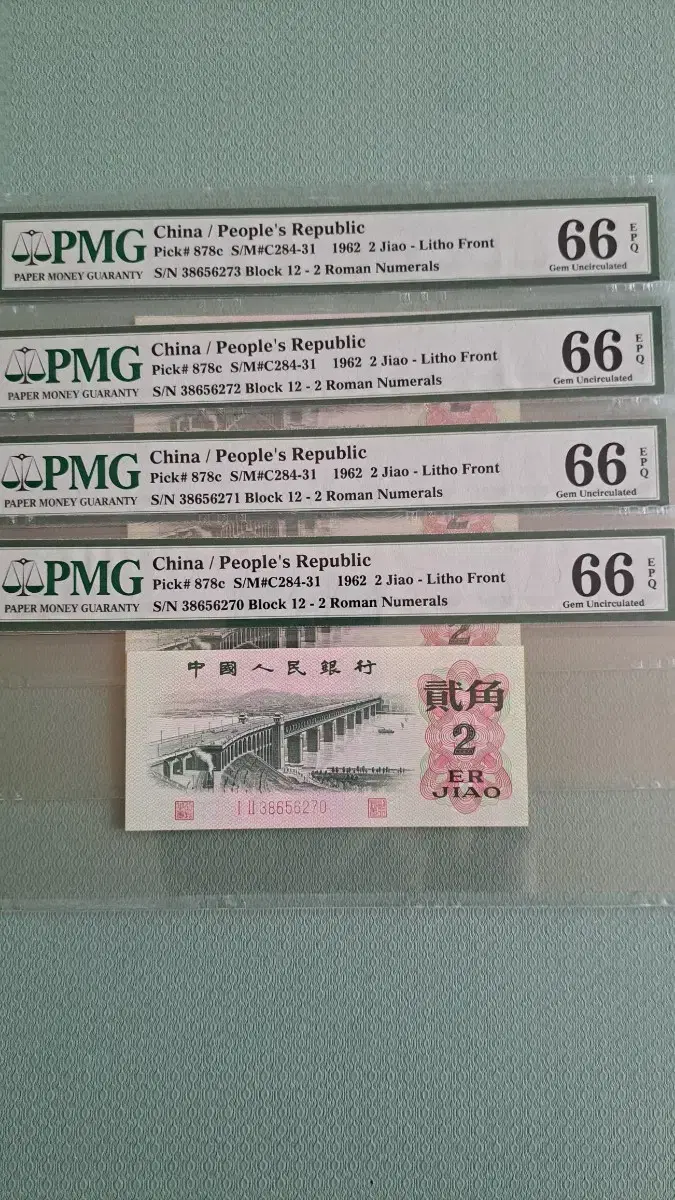 PMG
PAPER MONEY GUARANTY
China / People's Republic
Pick# 878c S/M#C284-31 1962 2 Jiao - Litho Front
S/N 38656273 Block 12 - 2 Roman Numerals
66 EPQ
Gem Uncirculated
PMG
PAPER MONEY GUARANTY
China / People's Republic
Pick# 878c S/M#C284-31 1962 2 Jiao - Litho Front
S/N 38656272 Block 12 - 2 Roman Numerals
66 EPQ
Gem Uncirculated
PMG
PAPER MONEY GUARANTY
China / People's Republic
Pick# 878c S/M#C284-31 1962 2 Jiao - Litho Front
S/N 38656271 Block 12 - 2 Roman Numerals
66 EPQ
Gem Uncirculated
PMG
PAPER MONEY GUARANTY
China / People's Republic
Pick# 878c S/M#C284-31 1962 2 Jiao - Litho Front
S/N 38656270 Block 12 - 2 Roman Numerals
66 EPQ
Gem Uncirculated
2
中國人民銀行
貳角
2
ER
JIAO
I II 38656270